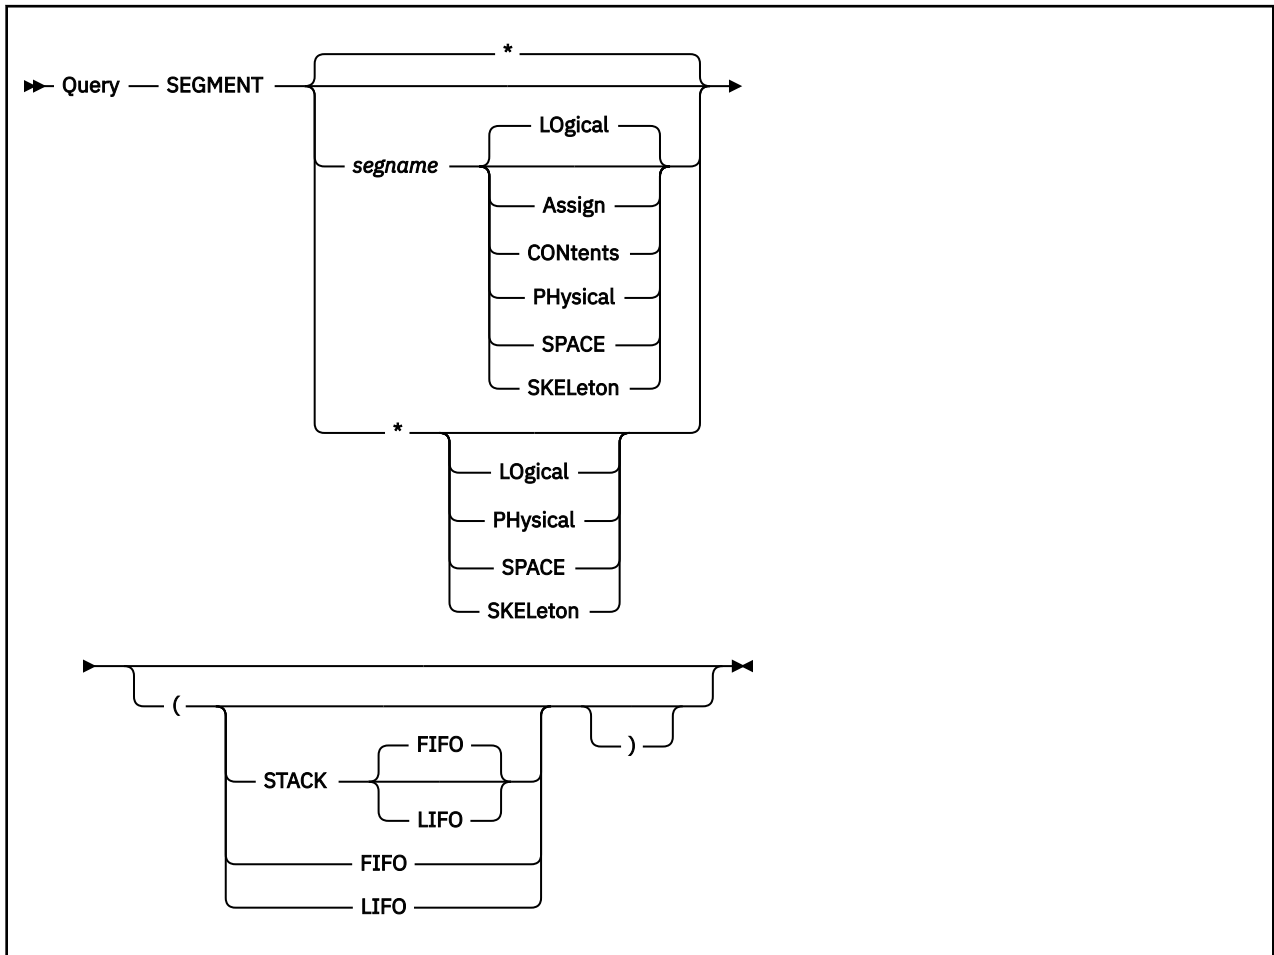 *
Query SEGMENT
LOgical
segname
Assign
CONtents
PHysical
SPACE
SKELeton
*
LOgical
PHysical
SPACE
SKELeton
(
FIFO
)
STACK
LIFO
FIFO
LIFO